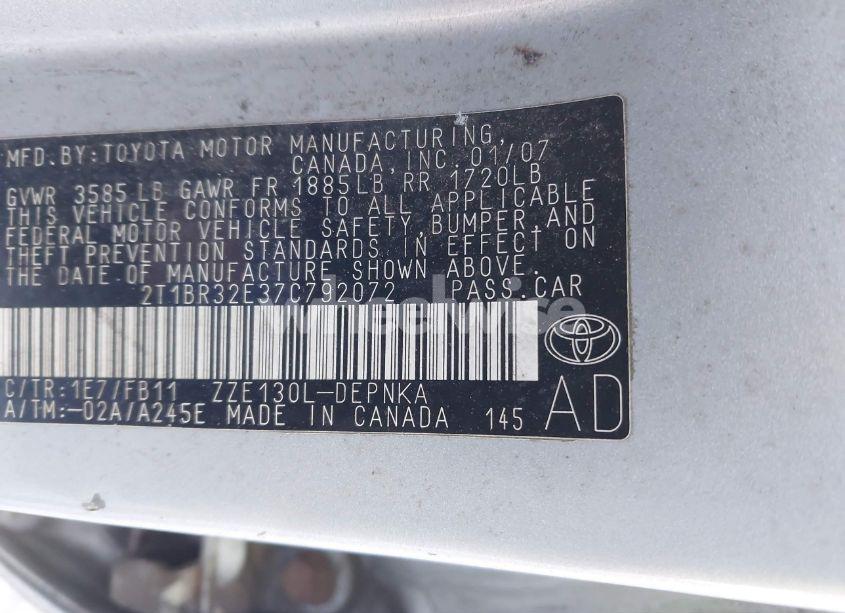 MFD.BY:TOYOTA MOTOR MANUFACTURING,
CANADA, INC.01/07
GVWR 3585LB GAWR FR 1885LB RR 1720LB
THIS VEHICLE CONFORMS TO ALL APPLICABLE
FEDERAL MOTOR VEHICLE SAFETY,BUMPER,AND
THEFT PREVENTION STANDARDS IN EFFECT ON
THE DATE OF MANUFACTURE SHOWN ABOVE.
2T1BR32E37C792072 PASS.CAR
wheelwise
C/TR:1E7/FB11 ZZE130L-DEPNKA
A/TM:-02A/A245E MADE IN CANADA 145 AD